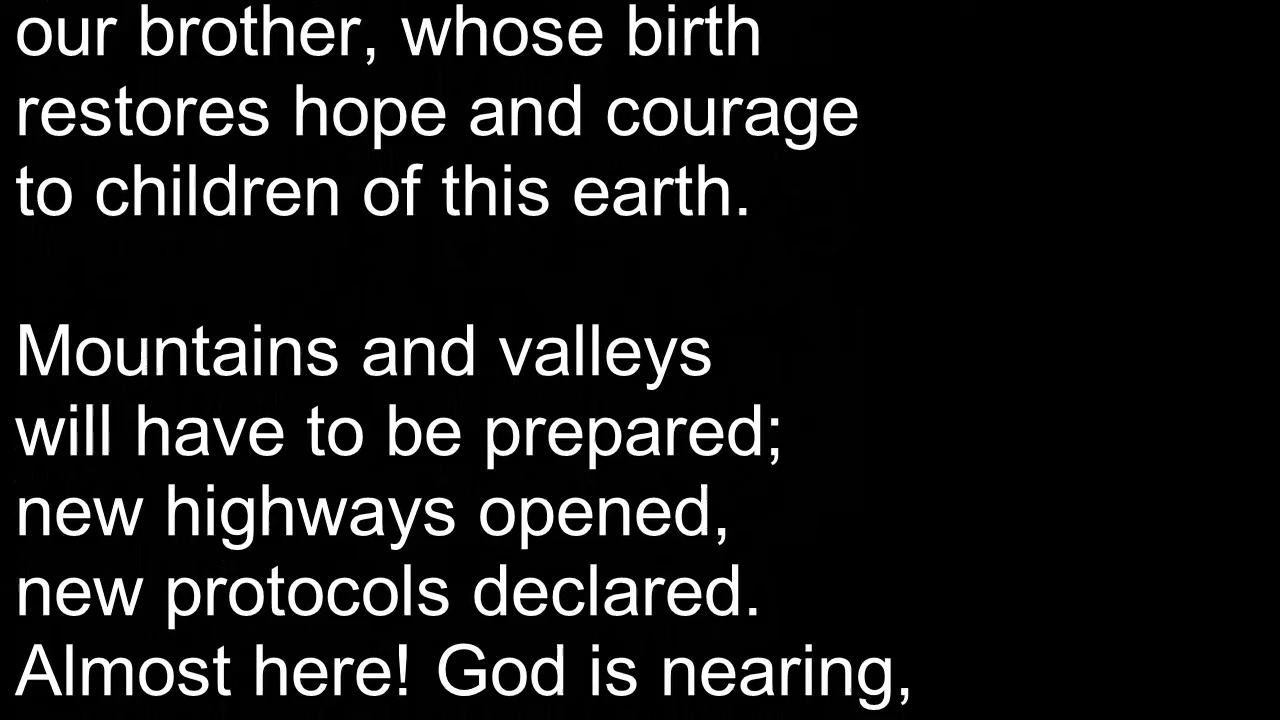 our brother, whose birth
restores hope and courage
to children of this earth.
Mountains and valleys
will have to be prepared;
new highways opened,
new protocols declared.
Almost here! God is nearing,